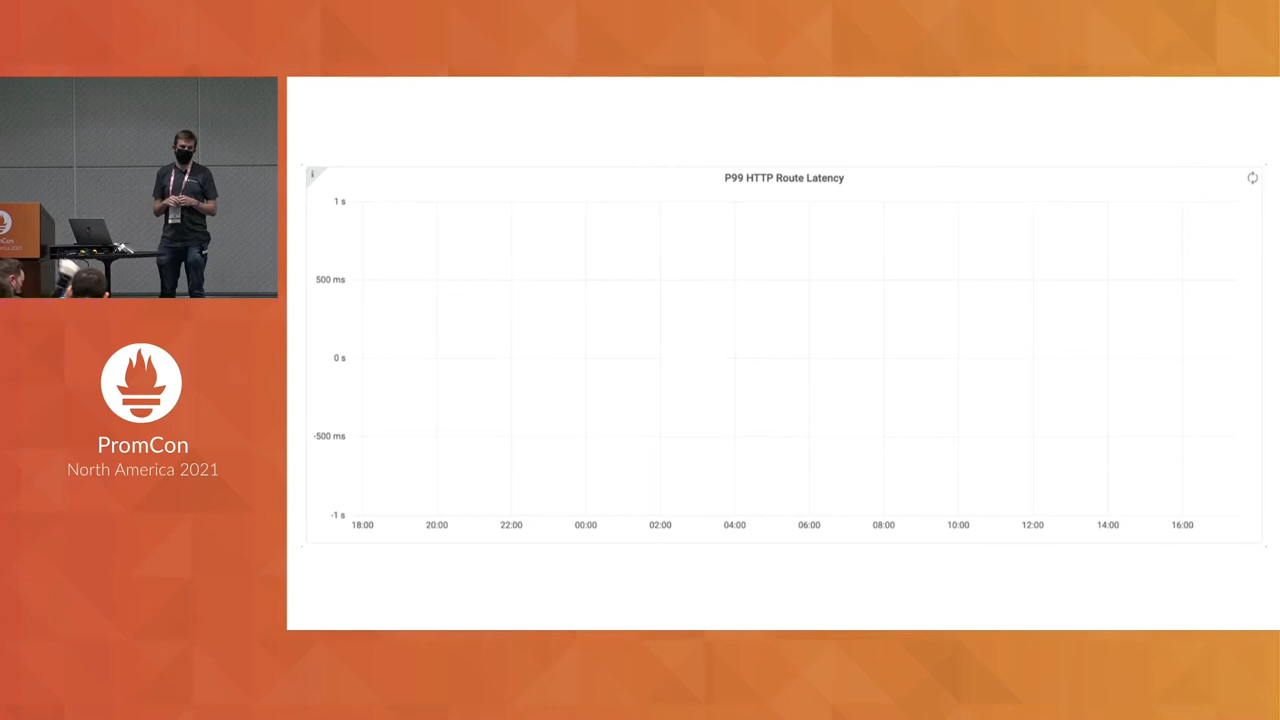 P99 HTTP Route Latency
i
1 s
500 ms
0 s
-500 ms
-1 s
18:00 20:00 22:00 00:00 02:00 04:00 06:00 08:00 10:00 12:00 14:00 16:00
PromCon
North America 2021